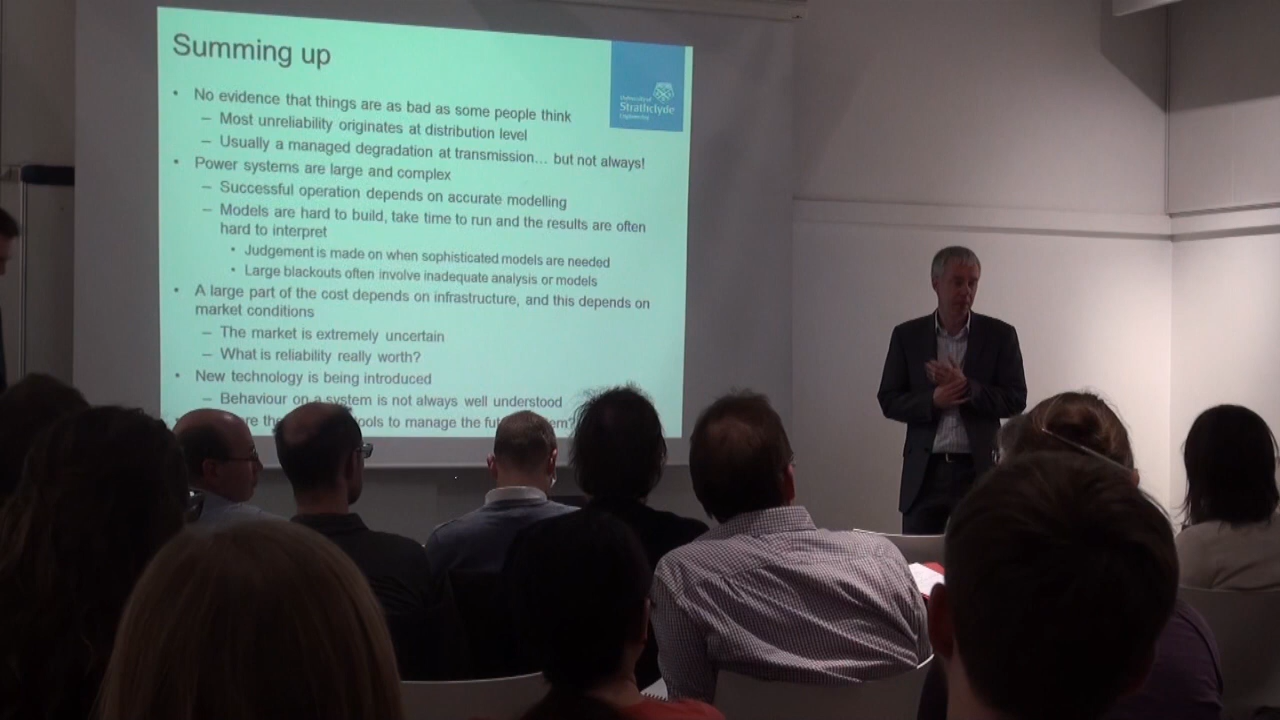 Summing up
University of
Strathclyde
Engineering
• No evidence that things are as bad as some people think
– Most unreliability originates at distribution level
– Usually a managed degradation at transmission… but not always!
• Power systems are large and complex
– Successful operation depends on accurate modelling
– Models are hard to build, take time to run and the results are often
hard to interpret
• Judgement is made on when sophisticated models are needed
• Large blackouts often involve inadequate analysis or models
• A large part of the cost depends on infrastructure, and this depends on
market conditions
– The market is extremely uncertain
– What is reliability really worth?
• New technology is being introduced
– Behaviour on a system is not always well understood
to manage the